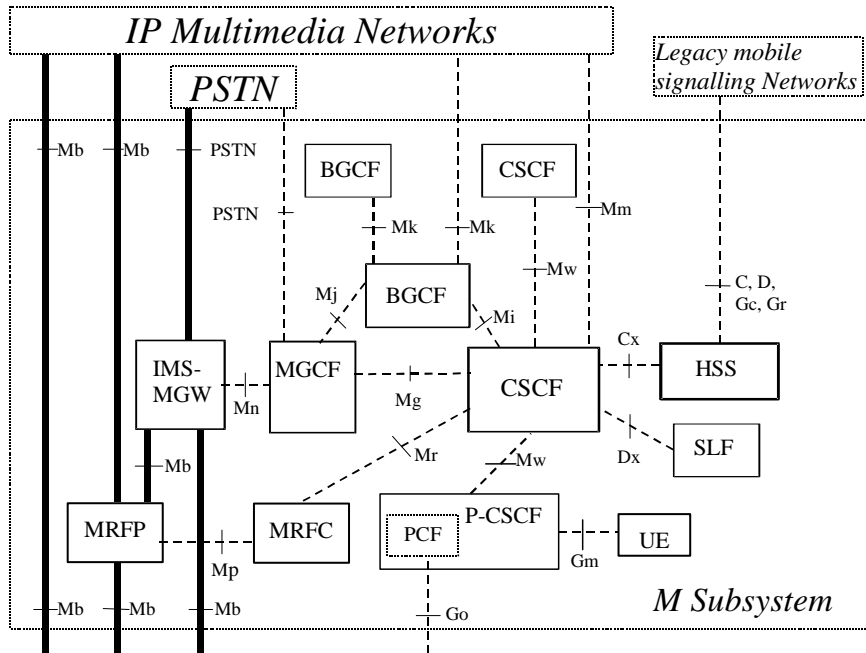 IP Multimedia Networks
Legacy mobile
signalling Networks
PSTN
Mb
Mb
PSTN
BGCF
CSCF
PSTN
Mk
Mk
Mm
Mw
C, D,
Gc, Gr
BGCF
Mj
Mi
Cx
IMS-
MGW
MGCF
CSCF
HSS
Mn
Mg
Mr
Dx
SLF
Mb
Mw
MRFP
MRFC
P-CSCF
PCF
UE
Mp
Gm
Mb
Mb
Mb
Go
M Subsystem